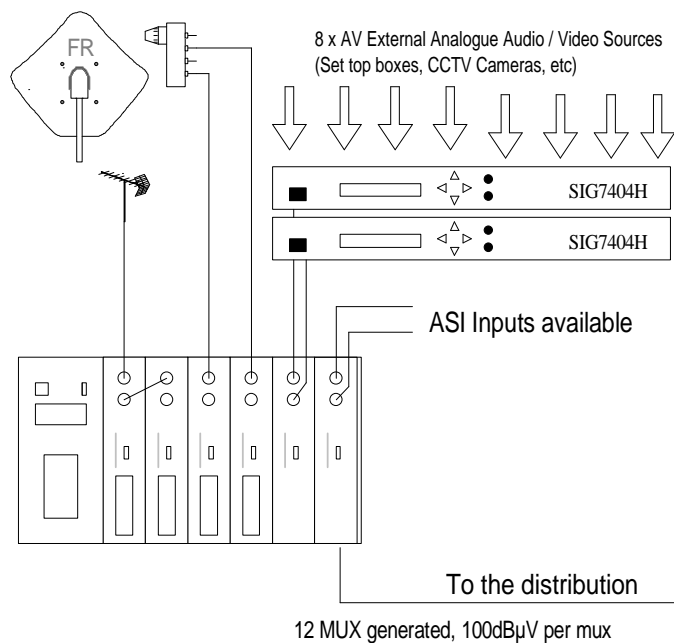 FR
8 x AV External Analogue Audio / Video Sources
(Set top boxes, CCTV Cameras, etc)
SIG7404H
SIG7404H
ASI Inputs available
To the distribution
12 MUX generated, 100dBµV per mux